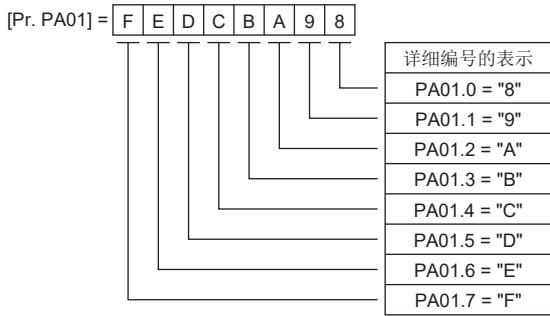 [Pr. PA01] = F E D C B A 9 8
详细编号的表示
PA01.0 = "8"
PA01.1 = "9"
PA01.2 = "A"
PA01.3 = "B"
PA01.4 = "C"
PA01.5 = "D"
PA01.6 = "E"
PA01.7 = "F"